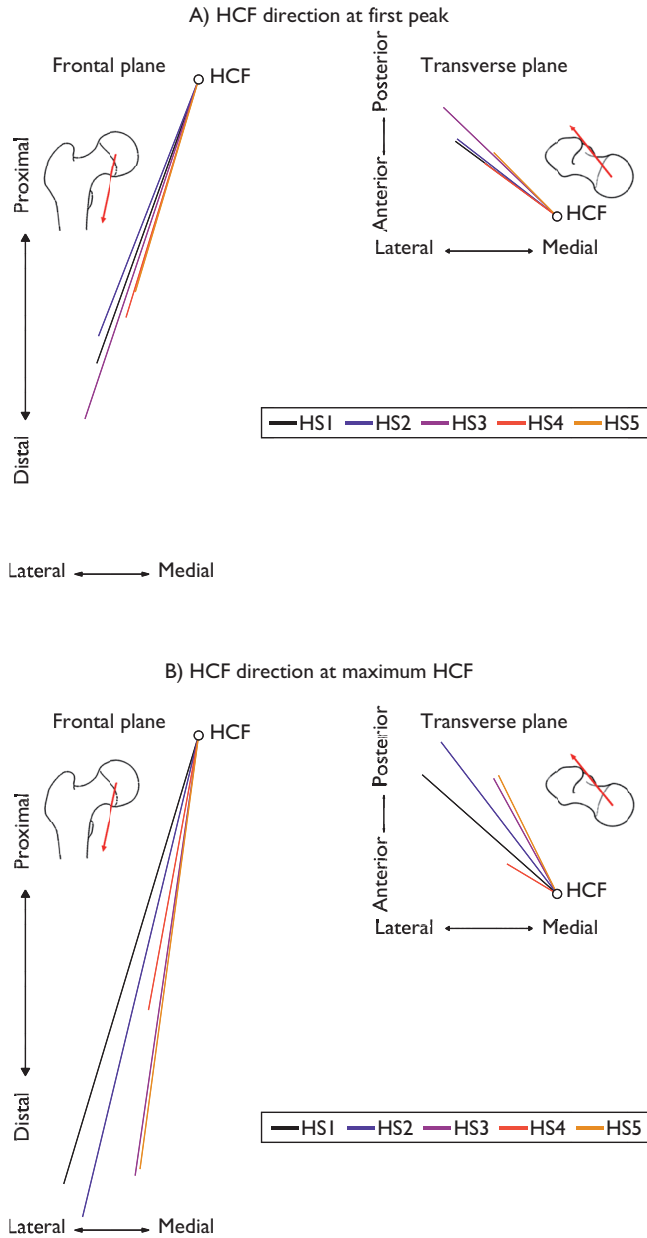 A) HCF direction at first peak
Frontal plane
HCF
Proximal
Distal
Lateral
Medial
Transverse plane
Posterior
Anterior
HCF
Lateral
Medial
HS1 HS2 HS3 HS4 HS5
B) HCF direction at maximum HCF
Frontal plane
HCF
Proximal
Distal
Lateral
Medial
Transverse plane
Posterior
Anterior
HCF
Lateral
Medial
HS1 HS2 HS3 HS4 HS5